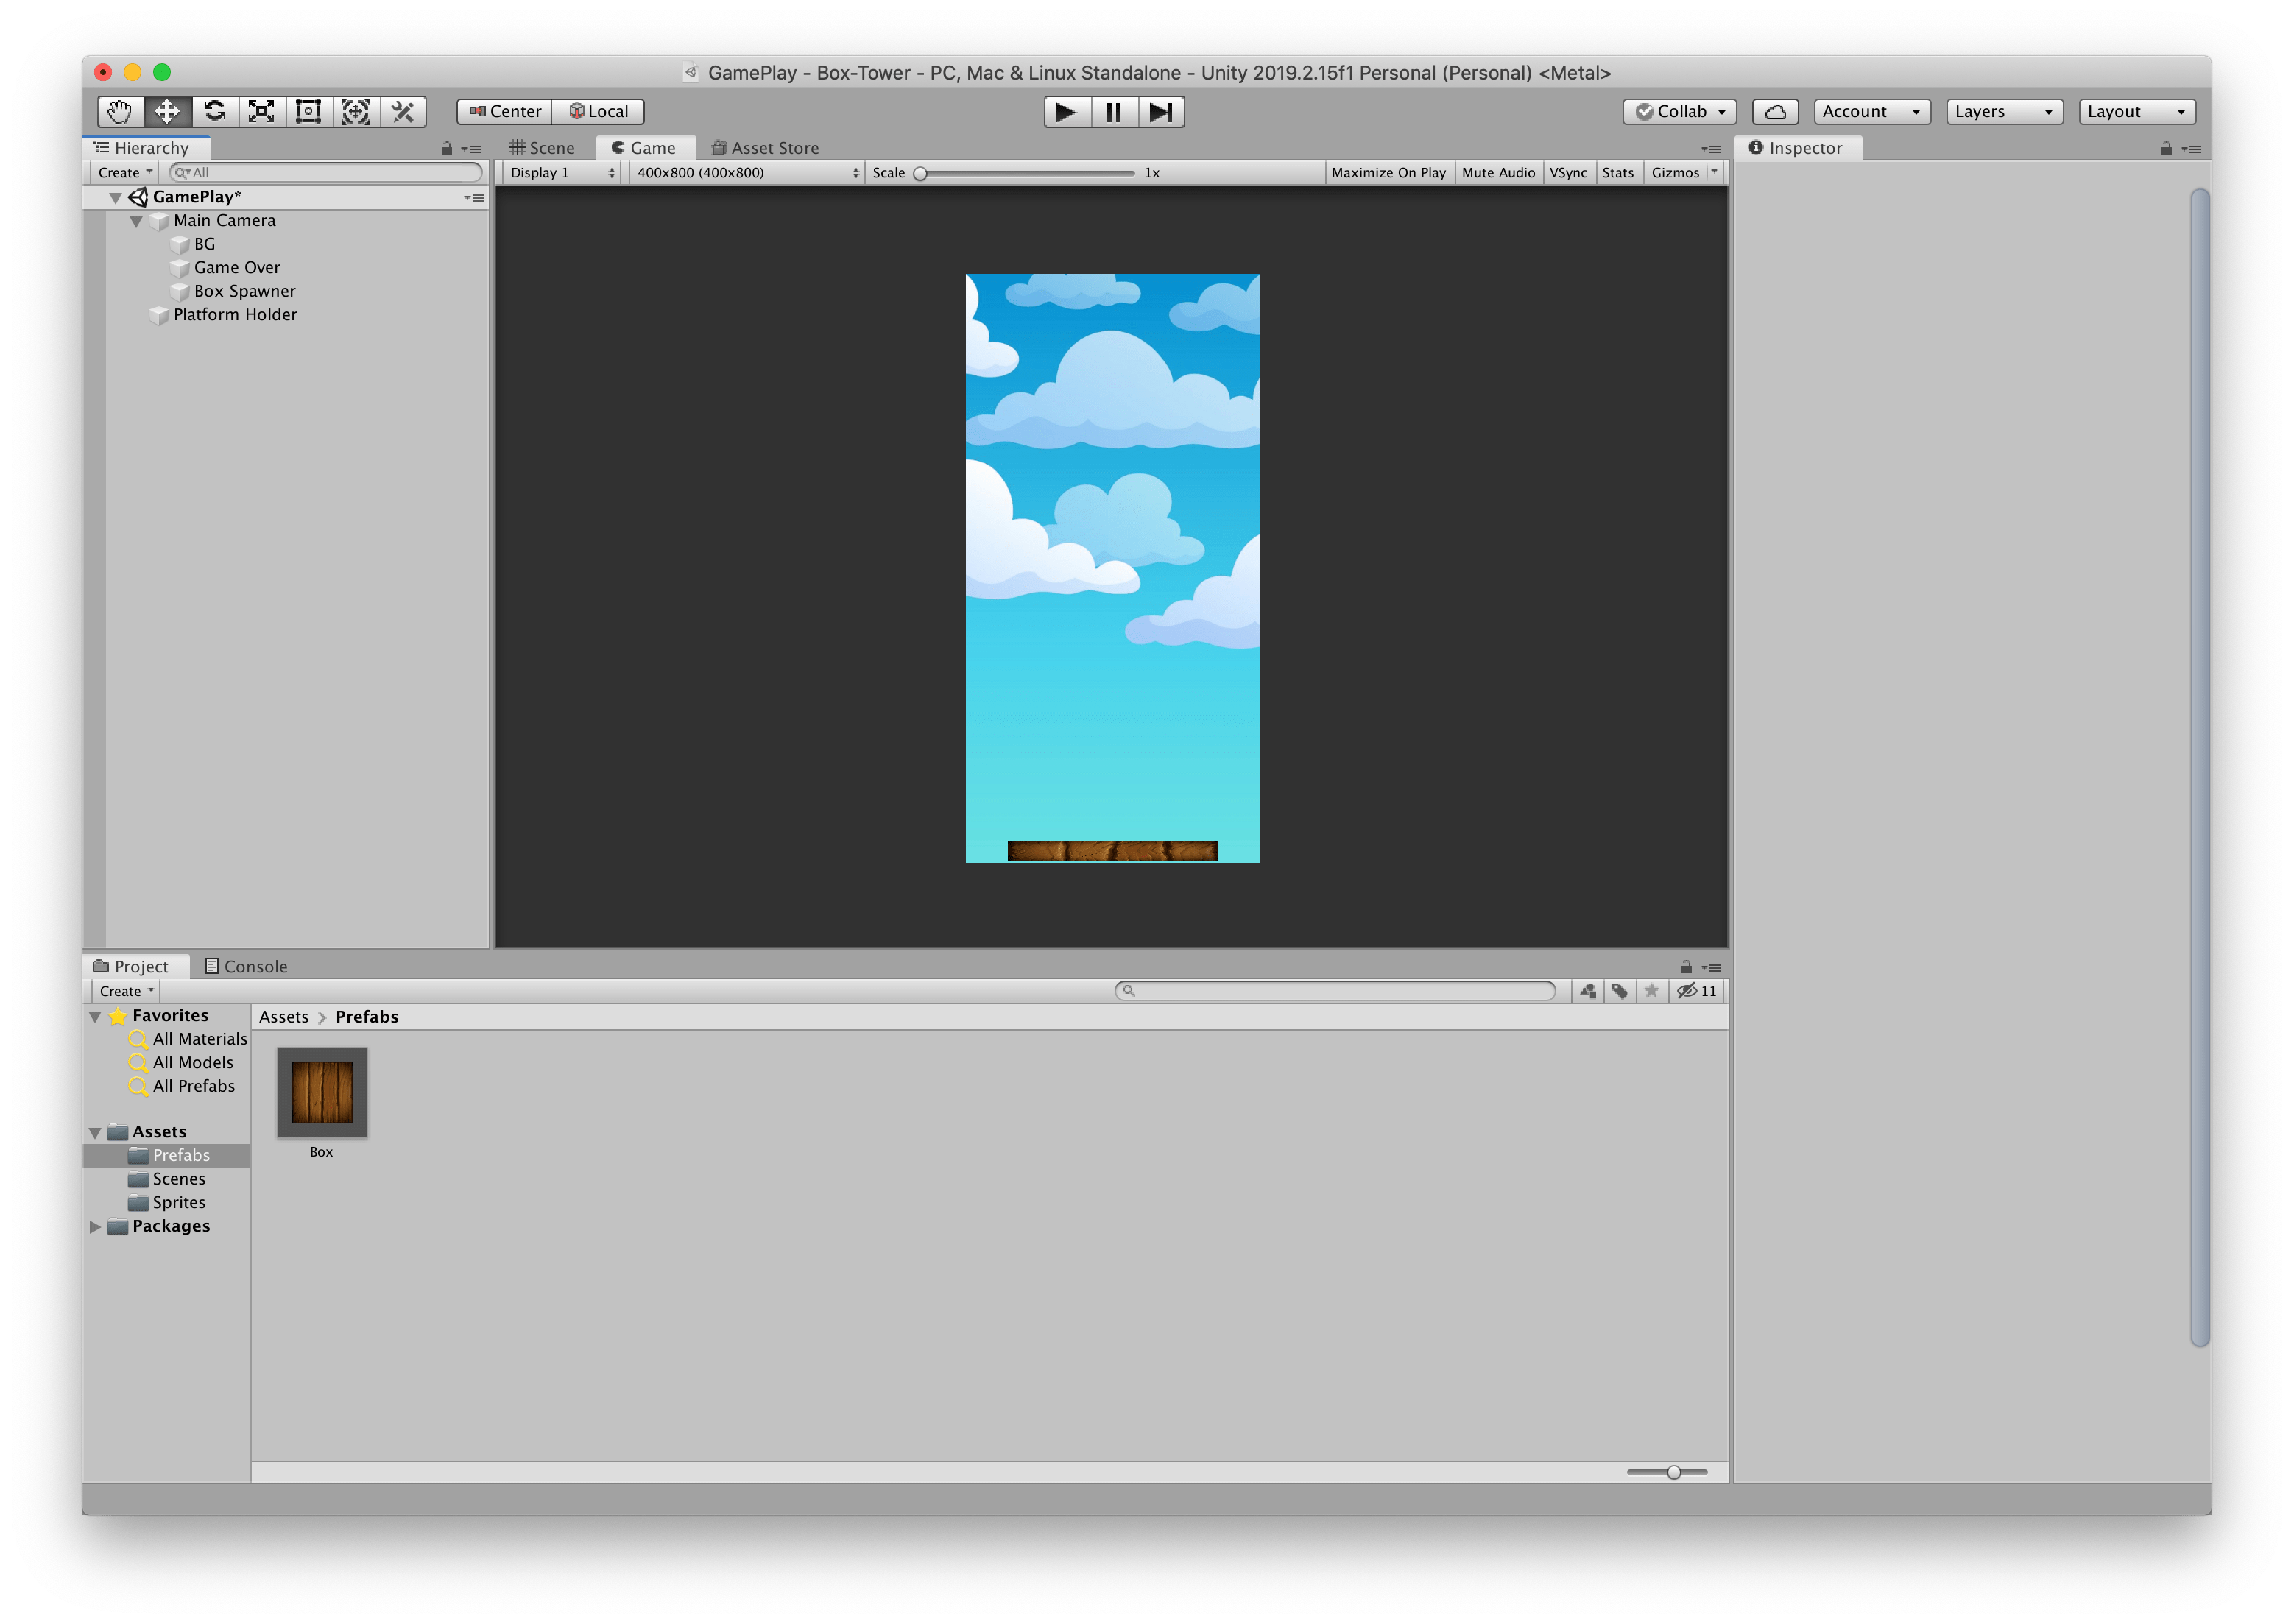 GamePlay - Box-Tower - PC, Mac & Linux Standalone - Unity 2019.2.15f1 Personal (Personal) <Metal>
Center Local Collab Account Layers Layout
Hierarchy
Create All
GamePlay*
Main Camera
BG
Game Over
Box Spawner
Platform Holder
Scene Game Asset Store
Display 1 400x800 (400x800) Scale 1x Maximize On Play Mute Audio VSync Stats Gizmos
Inspector
Project Console
Create 11
Favorites
All Materials
All Models
All Prefabs
Assets
Prefabs
Scenes
Sprites
Packages
Assets > Prefabs
Box